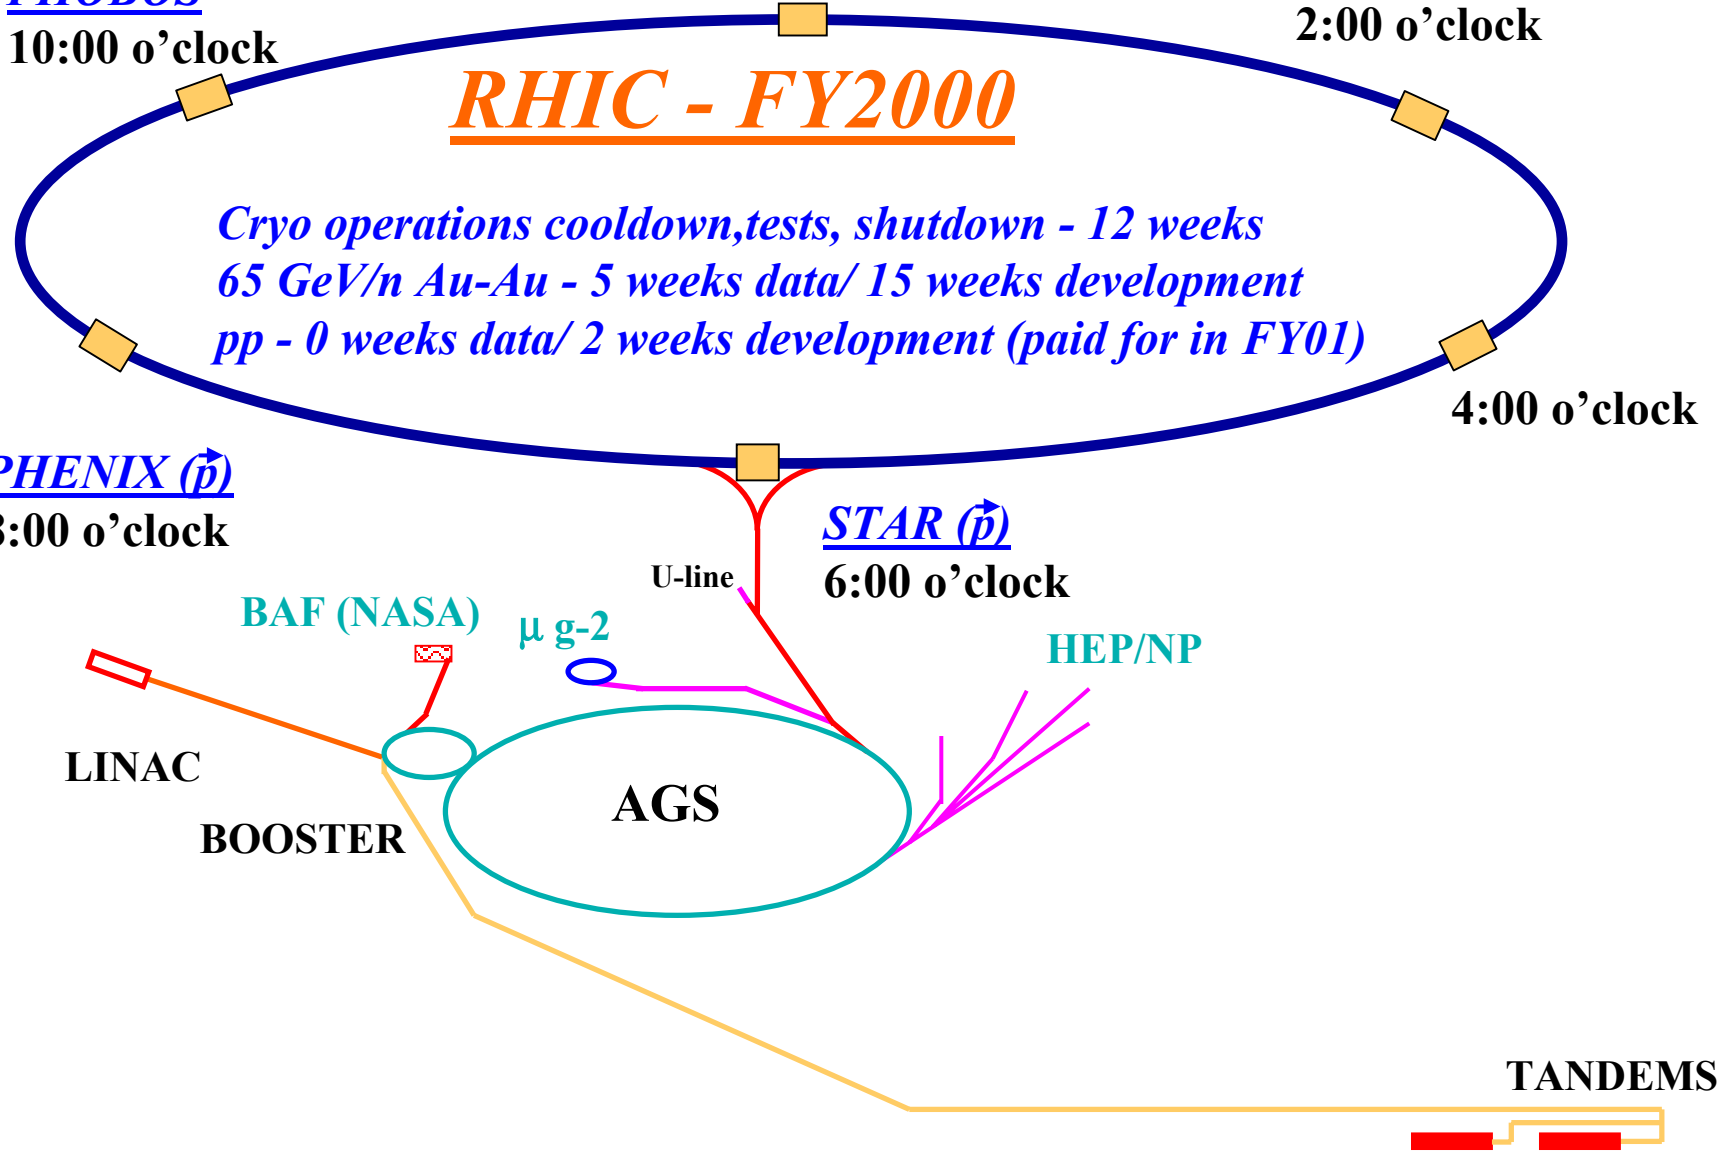 PHOBOS
10:00 o’clock
2:00 o’clock
RHIC - FY2000
Cryo operations cooldown,tests, shutdown - 12 weeks
65 GeV/n Au-Au - 5 weeks data/ 15 weeks development
pp - 0 weeks data/ 2 weeks development (paid for in FY01)
4:00 o’clock
PHENIX (p⃗)
8:00 o’clock
STAR (p⃗)
6:00 o’clock
U-line
BAF (NASA)
μ g-2
HEP/NP
LINAC
BOOSTER
AGS
TANDEMS